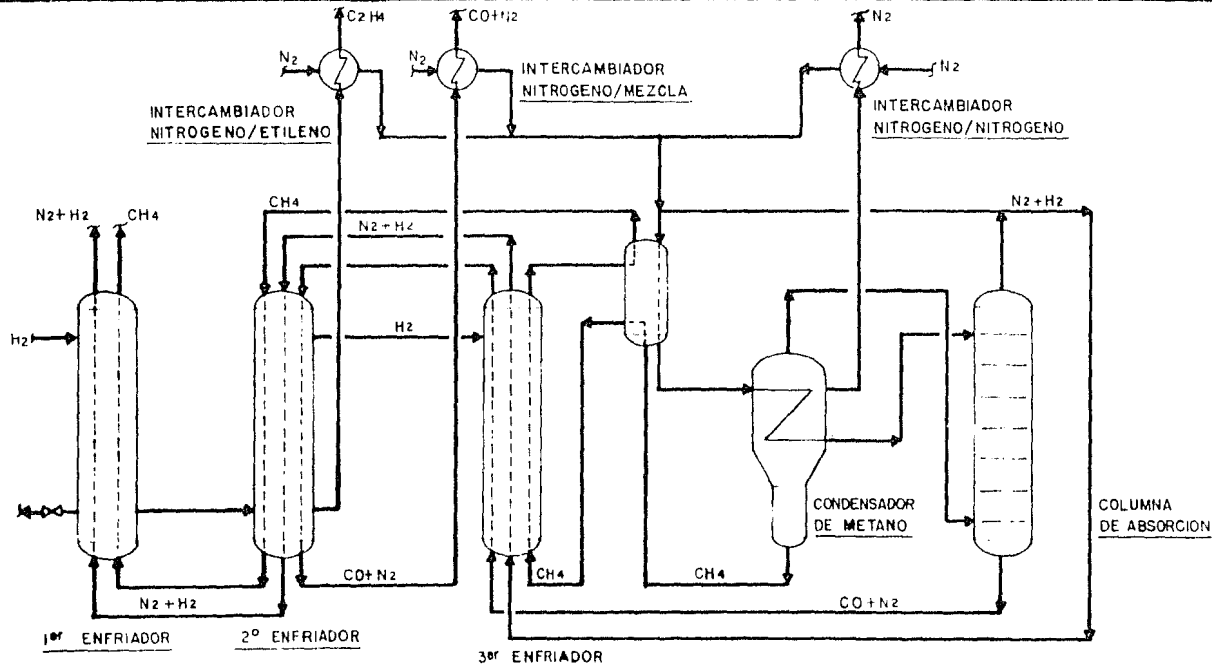 C2H4
CO+N2
N2
N2
N2
N2
INTERCAMBIADOR
NITROGENO/MEZCLA
INTERCAMBIADOR
NITROGENO/ETILENO
INTERCAMBIADOR
NITROGENO/NITROGENO
N2+H2
CH4
CH4
N2+H2
N2+H2
H2
H2
CONDENSADOR
DE METANO
COLUMNA
DE ABSORCION
CO+N2
CH4
CH4
N2+H2
CO+N2
1er ENFRIADOR
2º ENFRIADOR
3er ENFRIADOR